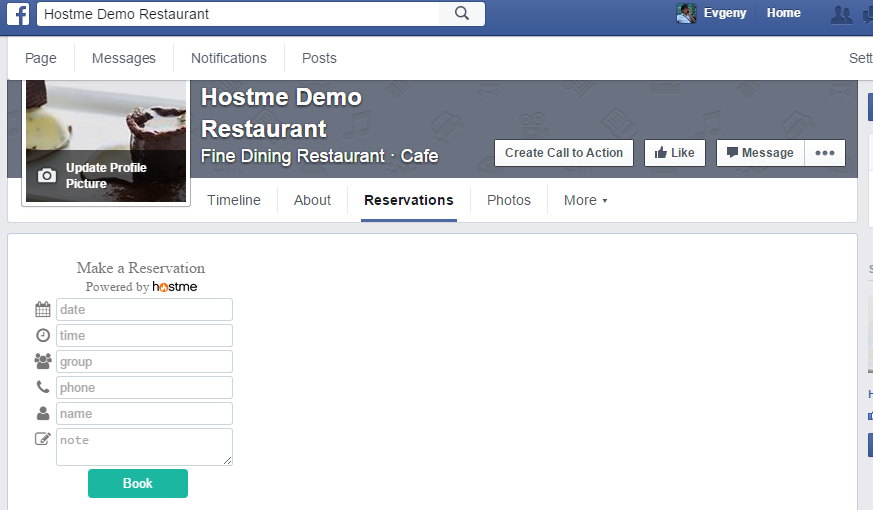 Hostme Demo Restaurant
Evgeny Home
Page Messages Notifications Posts
Hostme Demo
Restaurant
Fine Dining Restaurant · Cafe
Create Call to Action Like Message •••
Update Profile
Picture
Timeline About Reservations Photos More
Make a Reservation
Powered by hostme
date
time
group
phone
name
note
Book